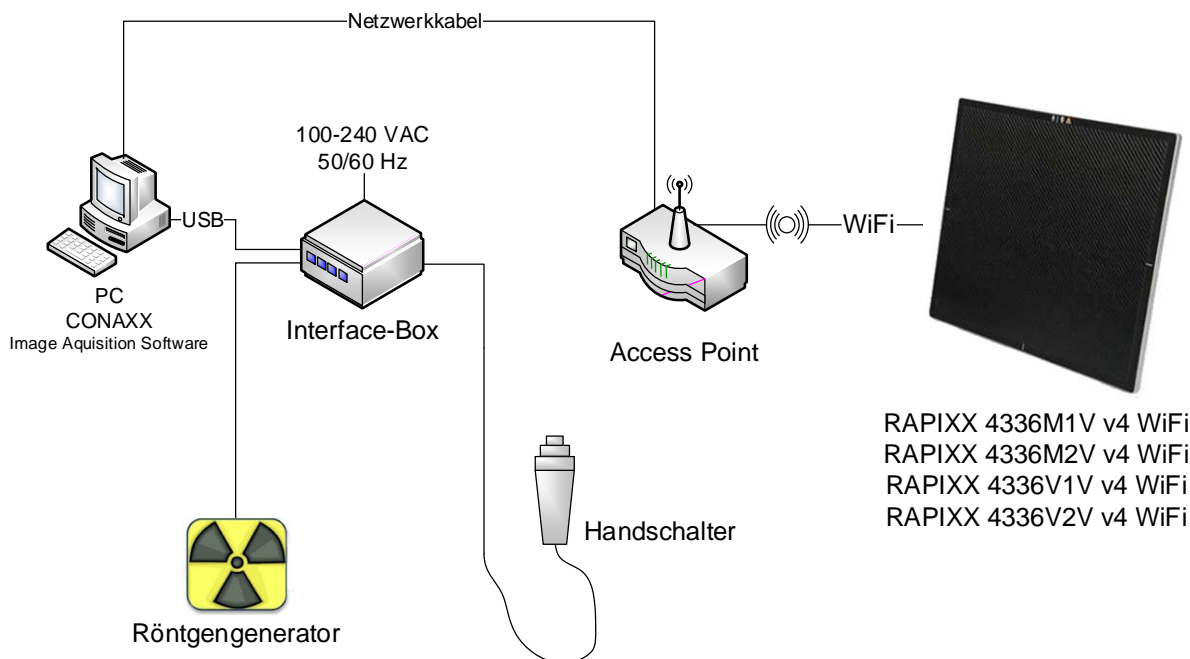 Netzwerkkabel
100-240 VAC
50/60 Hz
USB
WiFi
PC
CONAXX
Image Aquisition Software
Interface-Box
Access Point
RAPIXX 4336M1V v4 WiFi
RAPIXX 4336M2V v4 WiFi
RAPIXX 4336V1V v4 WiFi
RAPIXX 4336V2V v4 WiFi
Handschalter
Röntgengenerator